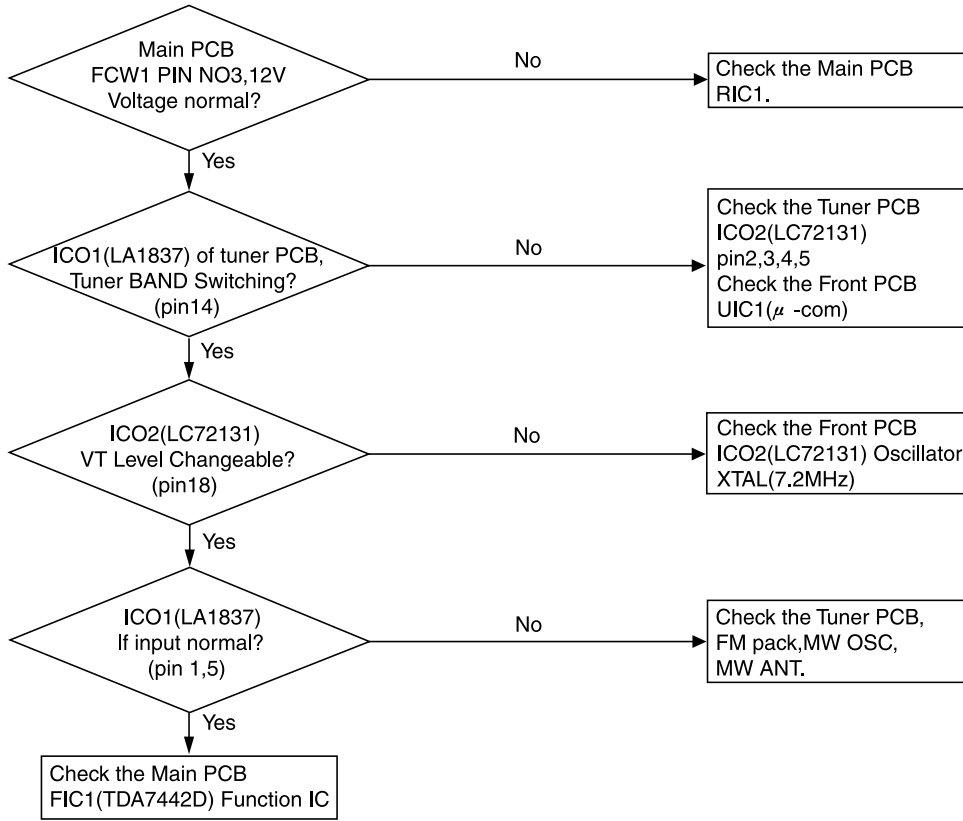 Main PCB
FCW1 PIN NO3,12V
Voltage normal?
No
Check the Main PCB
RIC1.
Yes
ICO1(LA1837) of tuner PCB,
Tuner BAND Switching?
(pin14)
No
Check the Tuner PCB
ICO2(LC72131)
pin2,3,4,5
Check the Front PCB
UIC1(μ -com)
Yes
ICO2(LC72131)
VT Level Changeable?
(pin18)
No
Check the Front PCB
ICO2(LC72131) Oscillator
XTAL(7.2MHz)
Yes
ICO1(LA1837)
If input normal?
(pin 1,5)
No
Check the Tuner PCB,
FM pack,MW OSC,
MW ANT.
Yes
Check the Main PCB
FIC1(TDA7442D) Function IC